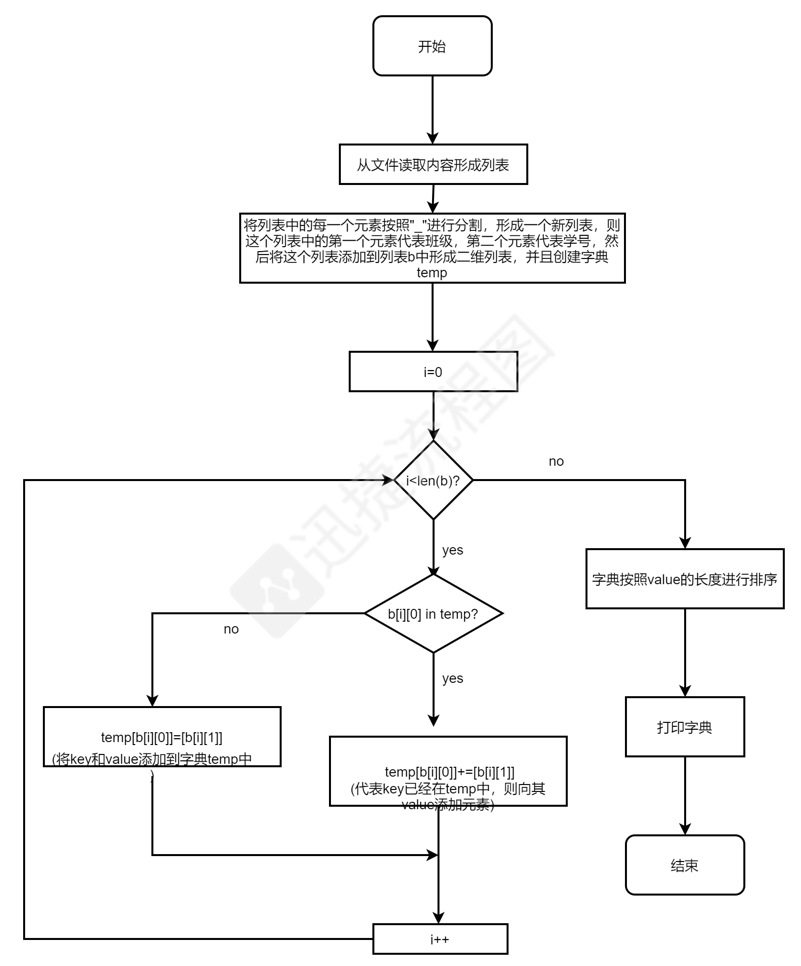 开始
从文件读取内容形成列表
将列表中的每一个元素按照"_"进行分割，形成一个新列表，则
这个列表中的第一个元素代表班级，第二个元素代表学号，然
后将这个列表添加到列表b中形成二维列表，并且创建字典
temp
i=0
i<len(b)?
no
yes
字典按照value的长度进行排序
b[i][0] in temp?
no
yes
temp[b[i][0]]=[b[i][1]]
(将key和value添加到字典temp中
)
temp[b[i][0]]+=[b[i][1]]
(代表key已经在temp中，则向其
value添加元素)
打印字典
结束
i++
迅捷流程图